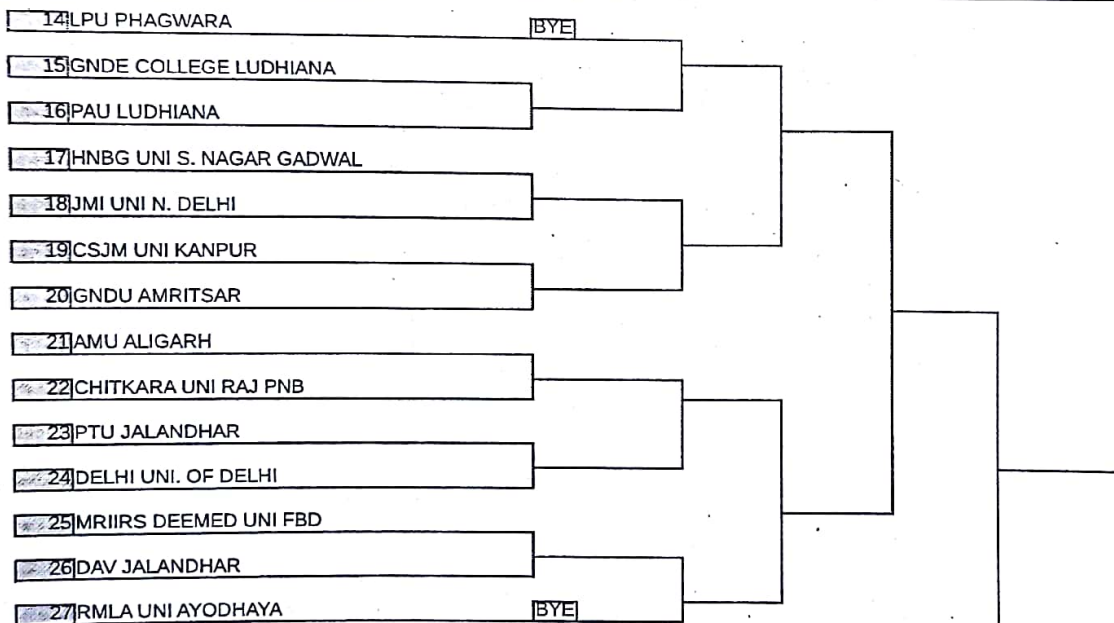 14 LPU PHAGWARA BYE
15 GNDE COLLEGE LUDHIANA
16 PAU LUDHIANA
17 HNBG UNI S. NAGAR GADWAL
18 JMI UNI N. DELHI
19 CSJM UNI KANPUR
20 GNDU AMRITSAR
21 AMU ALIGARH
22 CHITKARA UNI RAJ PNB
23 PTU JALANDHAR
24 DELHI UNI. OF DELHI
25 MRIIRS DEEMED UNI FBD
26 DAV JALANDHAR
27 RMLA UNI AYODHAYA BYE